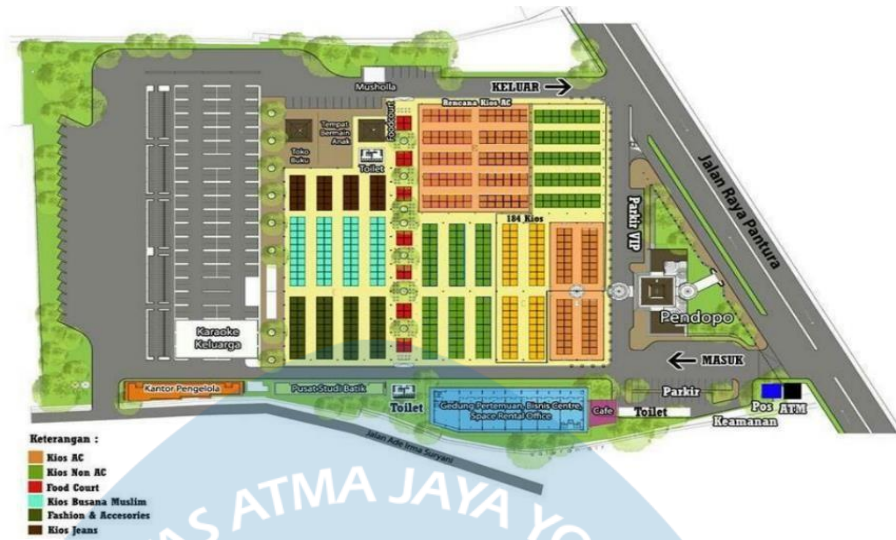 KELUAR
Musholla
Rencana Kios AC
Foodcourt
Tempat
Bermain
Anak
Toko
Buku
Toilet
Jalan Raya Pantura
184 Kios
Parkir VIP
Pendopo
Karaoke
Keluarga
MASUK
Kantor Pengelola
Pusat Studi Batik
Toilet
Gedung Pertemuan, Bisnis Centre,
Space Rental Office
Cafe
Parkir
Toilet
Pos
Keamanan
ATM
Jalan Ade Irma Suryani
Keterangan :
Kios AC
Kios Non AC
Food Court
Kios Busana Muslim
Fashion & Accesories
Kios Jeans
AS ATMA JAYA YO